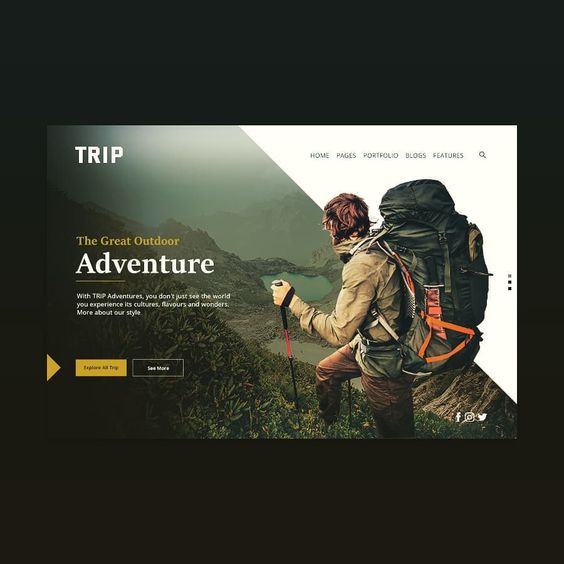 TRIP
HOME PAGES PORTFOLIO BLOGS FEATURES
The Great Outdoor
Adventure
With TRIP Adventures, you don't just see the world
you experience its cultures, flavours and wonders.
More about our style
Explore All Trip
See More